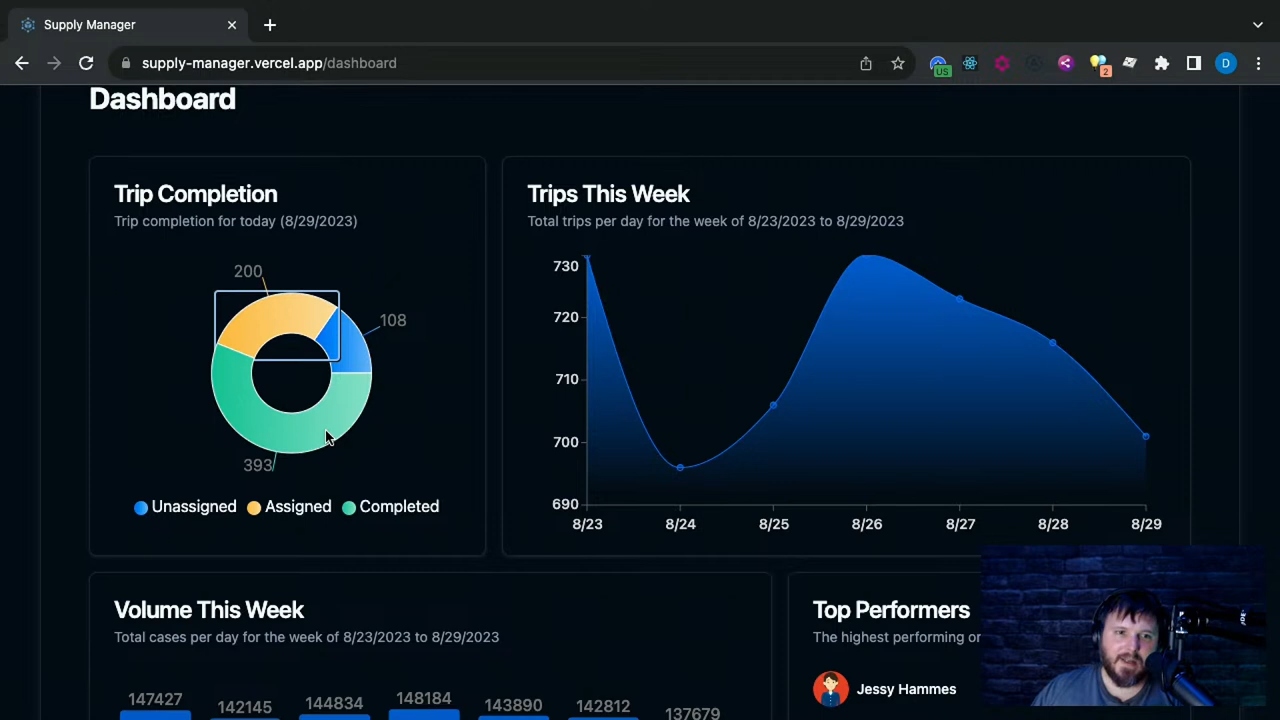 Supply Manager
supply-manager.vercel.app/dashboard
US
2
D
Dashboard
Trip Completion
Trip completion for today (8/29/2023)
200
108
393
Unassigned Assigned Completed
Trips This Week
Total trips per day for the week of 8/23/2023 to 8/29/2023
730
720
710
700
690
8/23 8/24 8/25 8/26 8/27 8/28 8/29
Volume This Week
Total cases per day for the week of 8/23/2023 to 8/29/2023
147427 142145 144834 148184 143890 142812 137679
Top Performers
The highest performing or
Jessy Hammes